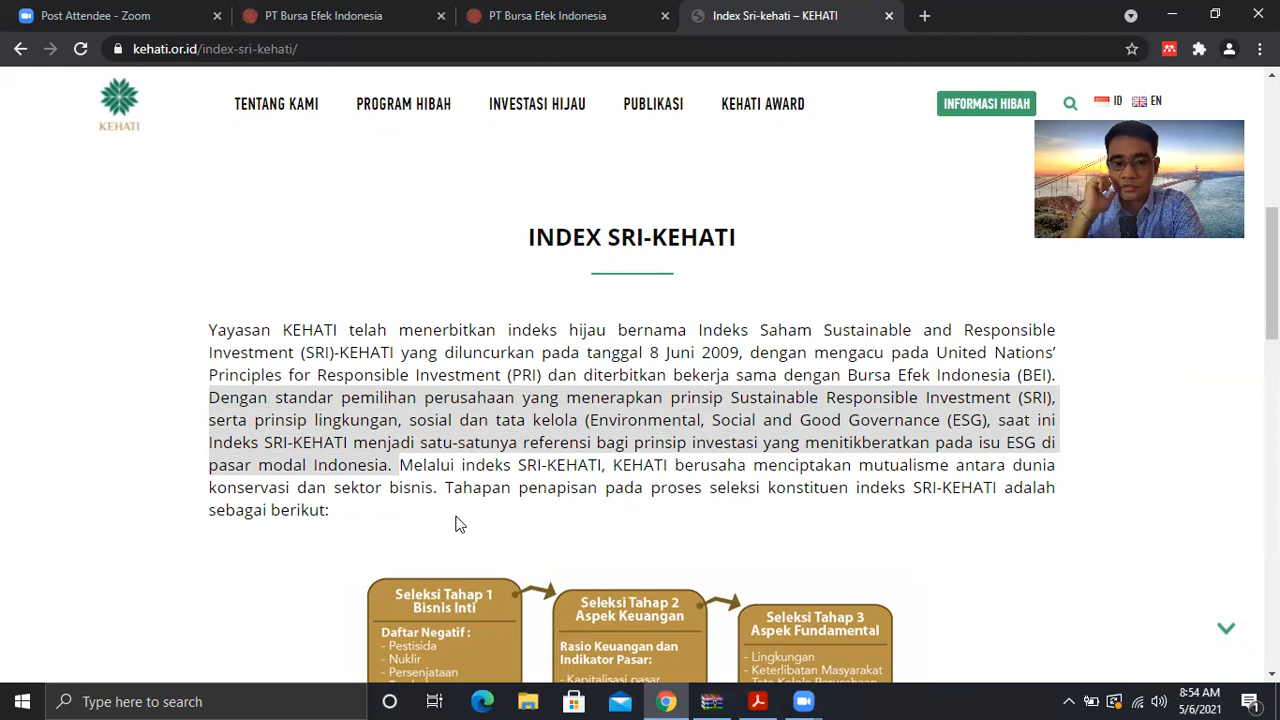 Post Attendee - Zoom
PT Bursa Efek Indonesia
PT Bursa Efek Indonesia
Index Sri-kehati – KEHATI
kehati.or.id/index-sri-kehati/
KEHATI
TENTANG KAMI
PROGRAM HIBAH
INVESTASI HIJAU
PUBLIKASI
KEHATI AWARD
INFORMASI HIBAH
ID
EN
INDEX SRI-KEHATI
Yayasan KEHATI telah menerbitkan indeks hijau bernama Indeks Saham Sustainable and Responsible
Investment (SRI)-KEHATI yang diluncurkan pada tanggal 8 Juni 2009, dengan mengacu pada United Nations’
Principles for Responsible Investment (PRI) dan diterbitkan bekerja sama dengan Bursa Efek Indonesia (BEI).
Dengan standar pemilihan perusahaan yang menerapkan prinsip Sustainable Responsible Investment (SRI),
serta prinsip lingkungan, sosial dan tata kelola (Environmental, Social and Good Governance (ESG), saat ini
Indeks SRI-KEHATI menjadi satu-satunya referensi bagi prinsip investasi yang menitikberatkan pada isu ESG di
pasar modal Indonesia. Melalui indeks SRI-KEHATI, KEHATI berusaha menciptakan mutualisme antara dunia
konservasi dan sektor bisnis. Tahapan penapisan pada proses seleksi konstituen indeks SRI-KEHATI adalah
sebagai berikut:
Seleksi Tahap 1
Bisnis Inti
Daftar Negatif :
- Pestisida
- Nuklir
- Persenjataan
Seleksi Tahap 2
Aspek Keuangan
Rasio Keuangan dan
Indikator Pasar:
- Kapitalisasi pasar
Seleksi Tahap 3
Aspek Fundamental
- Lingkungan
- Keterlibatan Masyarakat
- Tata Kelola Perusahaan
Type here to search
8:54 AM
5/6/2021
1